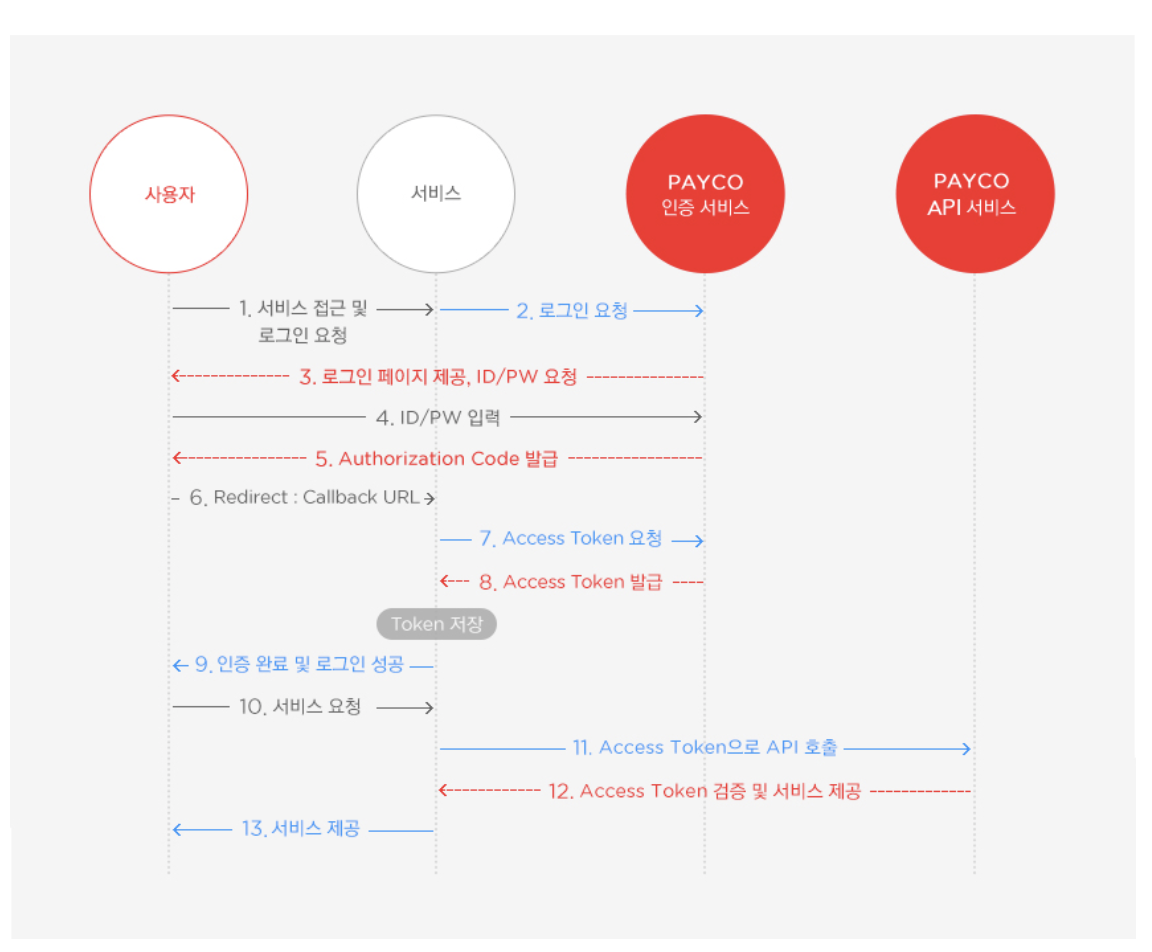 사용자
서비스
PAYCO
인증 서비스
PAYCO
API 서비스
1. 서비스 접근 및
로그인 요청
2. 로그인 요청
3. 로그인 페이지 제공, ID/PW 요청
4. ID/PW 입력
5. Authorization Code 발급
6. Redirect : Callback URL
7. Access Token 요청
8. Access Token 발급
Token 저장
9. 인증 완료 및 로그인 성공
10. 서비스 요청
11. Access Token으로 API 호출
12. Access Token 검증 및 서비스 제공
13. 서비스 제공